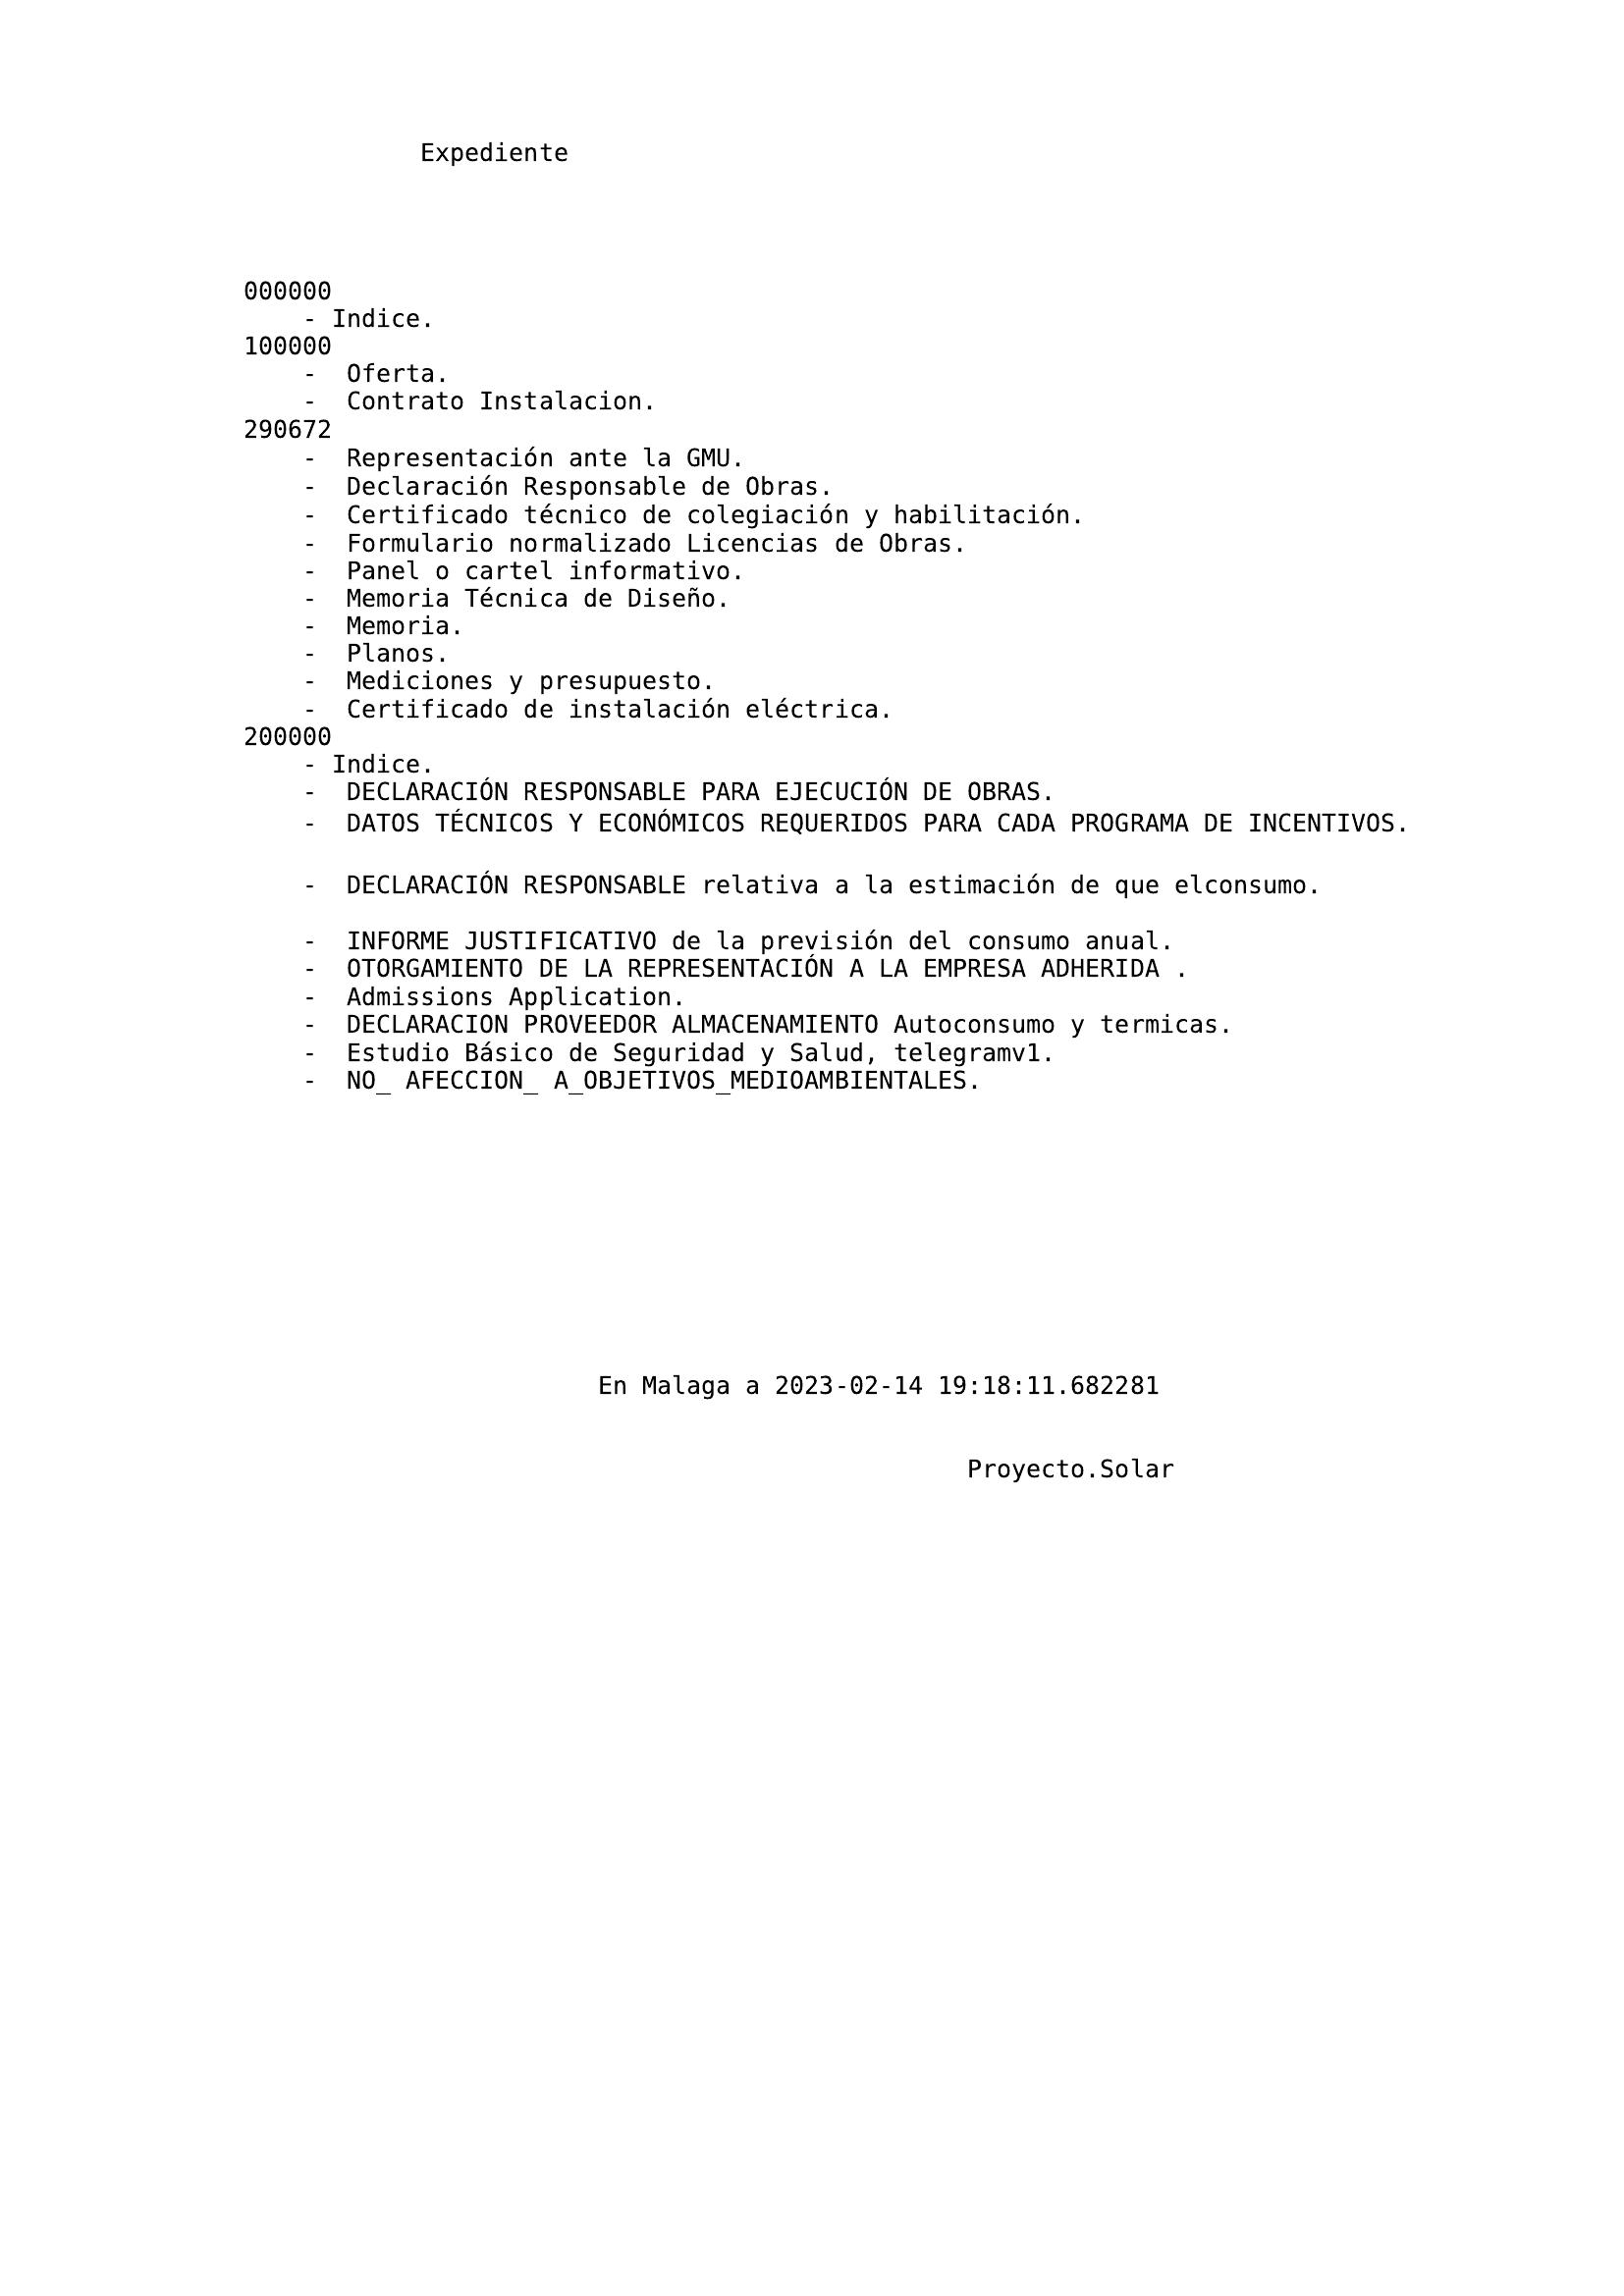 Expediente
000000
- Indice.
100000
- Oferta.
- Contrato Instalacion.
290672
- Representación ante la GMU.
- Declaración Responsable de Obras.
- Certificado técnico de colegiación y habilitación.
- Formulario normalizado Licencias de Obras.
- Panel o cartel informativo.
- Memoria Técnica de Diseño.
- Memoria.
- Planos.
- Mediciones y presupuesto.
- Certificado de instalación eléctrica.
200000
- Indice.
- DECLARACIÓN RESPONSABLE PARA EJECUCIÓN DE OBRAS.
- DATOS TÉCNICOS Y ECONÓMICOS REQUERIDOS PARA CADA PROGRAMA DE INCENTIVOS.
- DECLARACIÓN RESPONSABLE relativa a la estimación de que elconsumo.
- INFORME JUSTIFICATIVO de la previsión del consumo anual.
- OTORGAMIENTO DE LA REPRESENTACIÓN A LA EMPRESA ADHERIDA .
- Admissions Application.
- DECLARACION PROVEEDOR ALMACENAMIENTO Autoconsumo y termicas.
- Estudio Básico de Seguridad y Salud, telegramv1.
- NO_ AFECCION_ A_OBJETIVOS_MEDIOAMBIENTALES.
En Malaga a 2023-02-14 19:18:11.682281
Proyecto.Solar